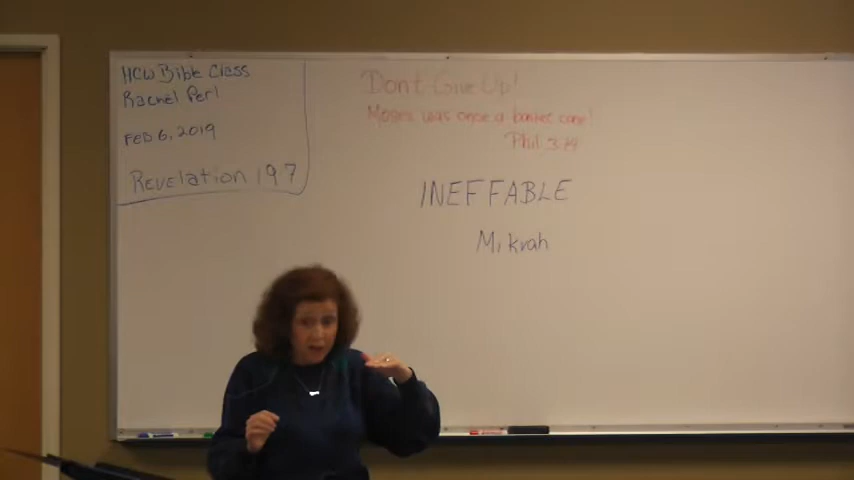 HCW Bible Class
Rachel Perl
Feb 6, 2019
Revelation 19:7
Don't Give Up!
Moses was once a basket case!
Phil 3:14
INEFFABLE
Mikvah